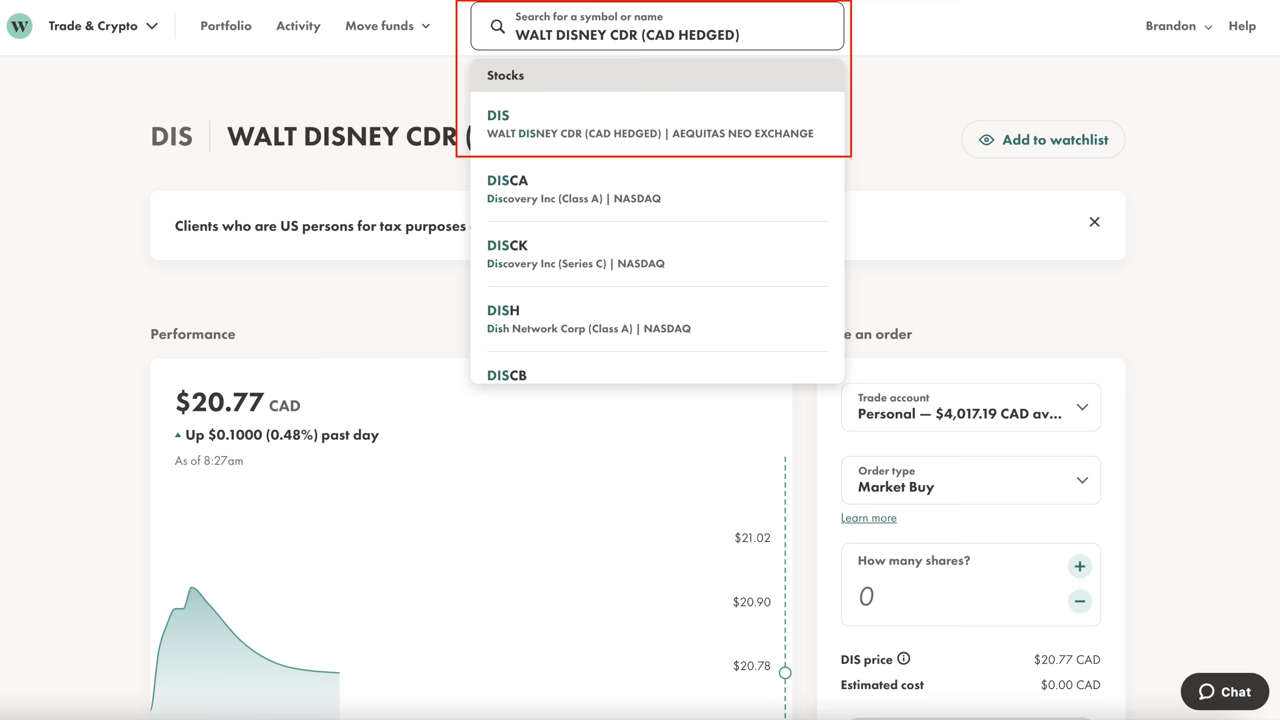 W Trade & Crypto Portfolio Activity Move funds
Search for a symbol or name
WALT DISNEY CDR (CAD HEDGED)
Brandon Help
Stocks
DIS
WALT DISNEY CDR (CAD HEDGED) | AEQUITAS NEO EXCHANGE
DISCA
Discovery Inc (Class A) | NASDAQ
DISCK
Discovery Inc (Series C) | NASDAQ
DISH
Dish Network Corp (Class A) | NASDAQ
DISCB
DIS WALT DISNEY CDR (
Add to watchlist
Clients who are US persons for tax purposes
Performance
$20.77 CAD
Up $0.1000 (0.48%) past day
As of 8:27am
$21.02
$20.90
$20.78
e an order
Trade account
Personal — $4,017.19 CAD av...
Order type
Market Buy
Learn more
How many shares?
0
DIS price $20.77 CAD
Estimated cost $0.00 CAD
Chat